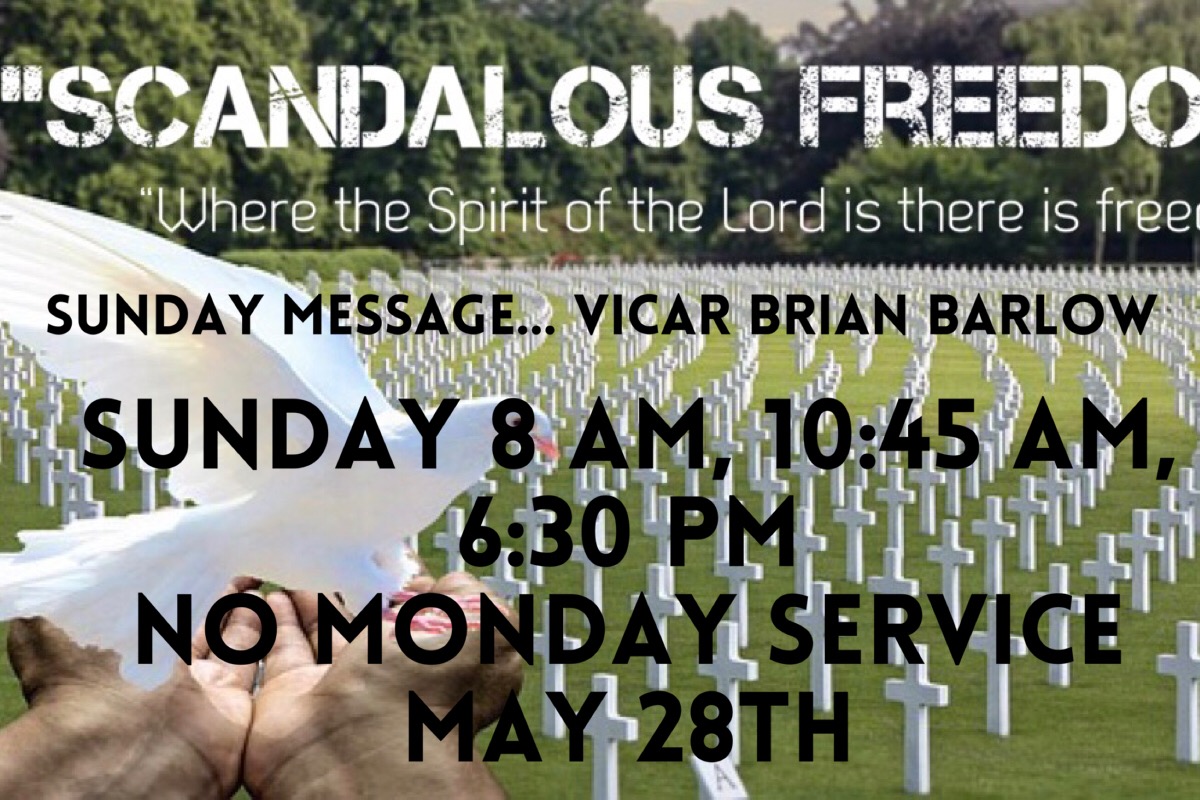 "SCANDALOUS FREEDO
"Where the Spirit of the Lord is there is freed
SUNDAY MESSAGE... VICAR BRIAN BARLOW
SUNDAY 8 AM, 10:45 AM,
6:30 PM
NO MONDAY SERVICE
MAY 28TH